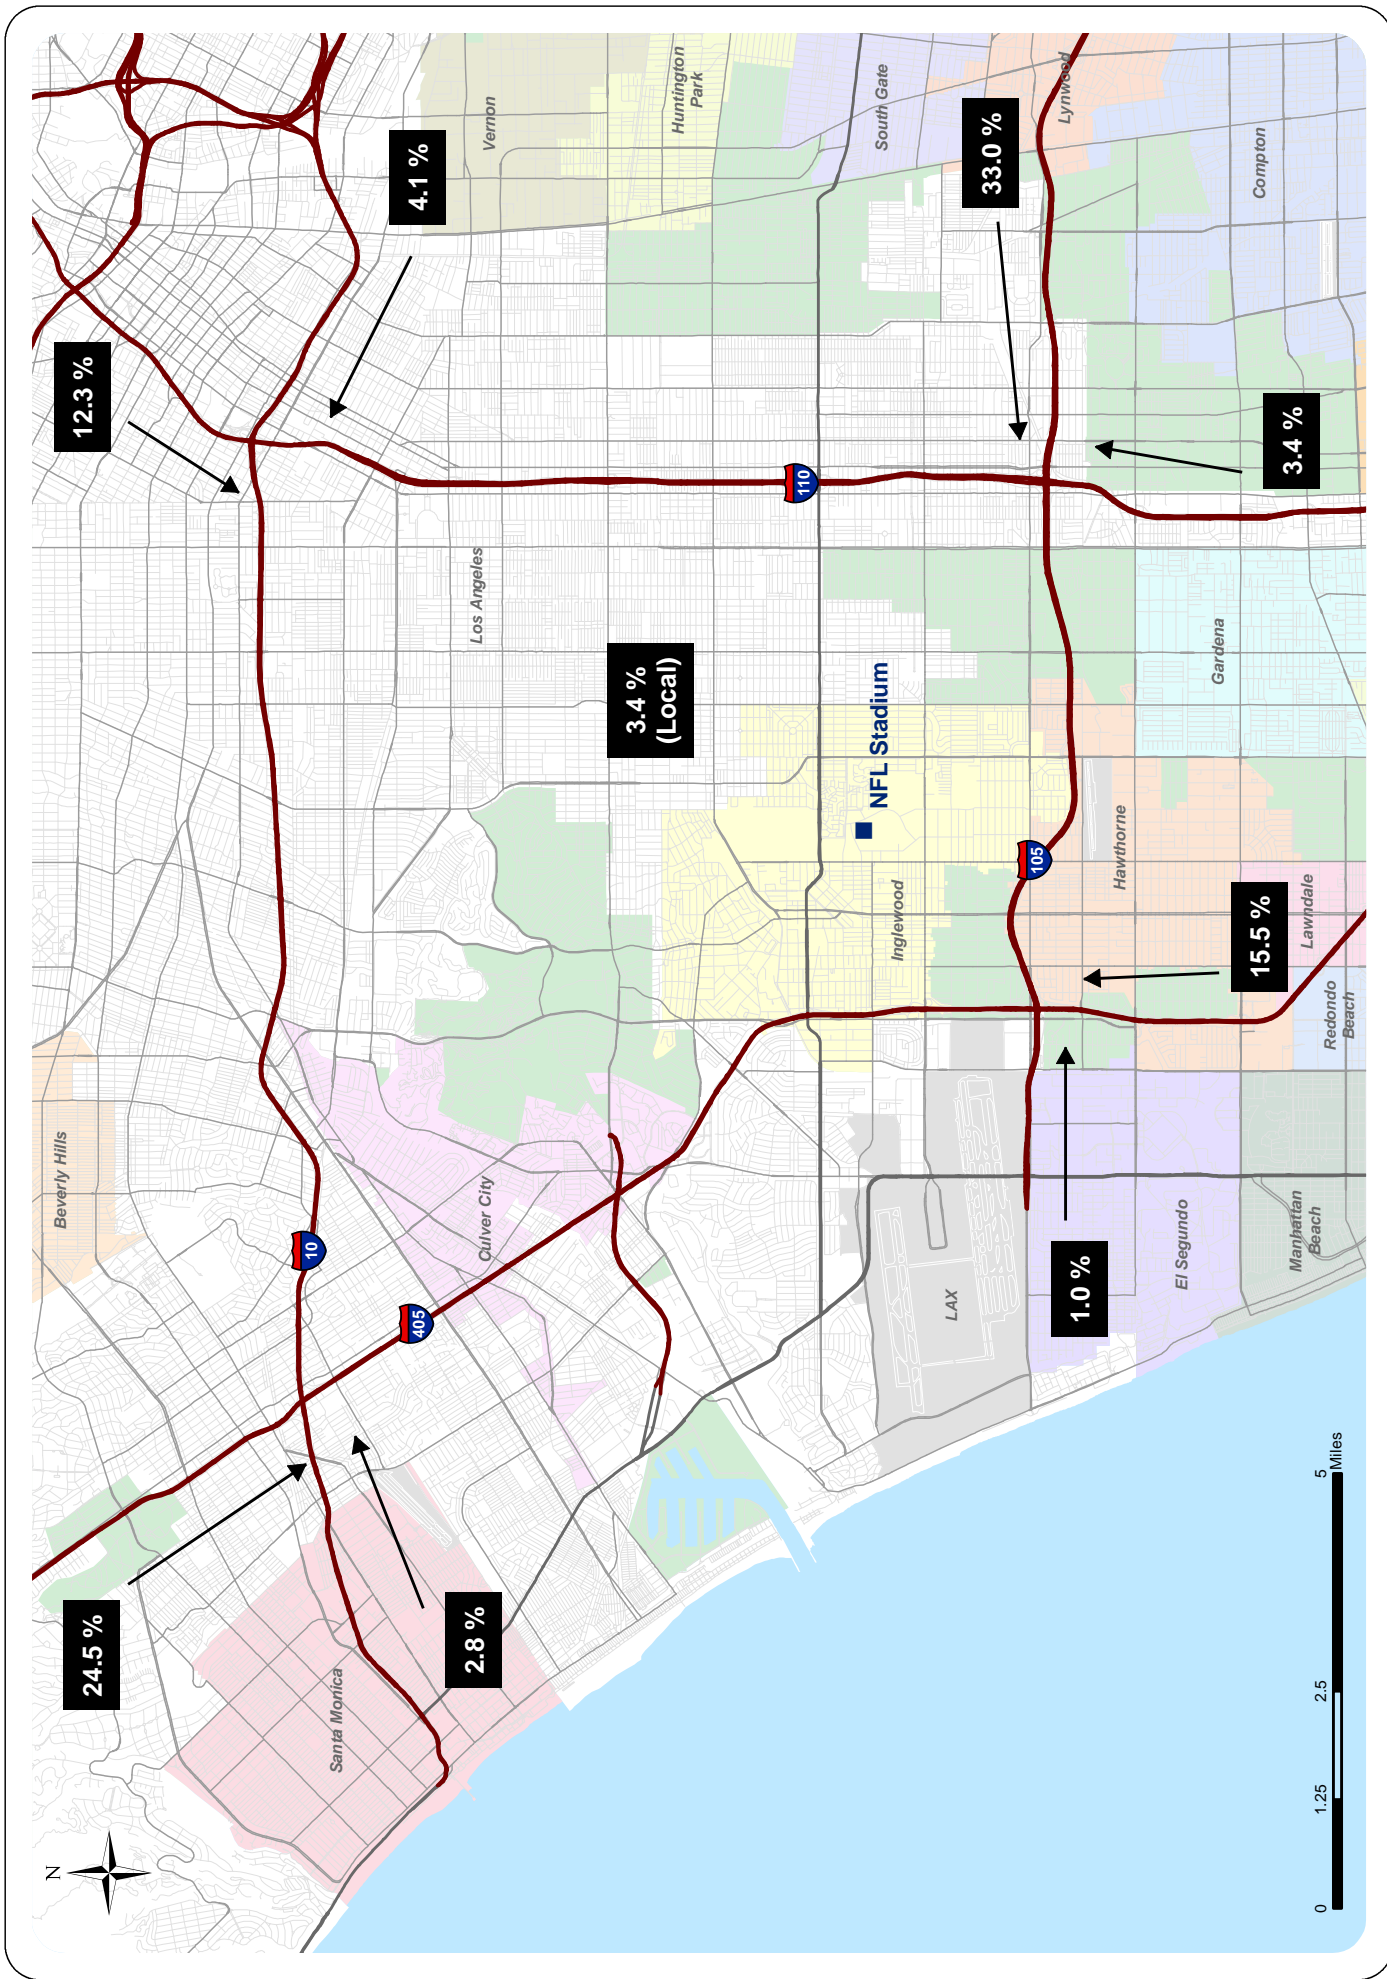 N
Beverly Hills
12.3 %
24.5 %
4.1 %
10
Santa Monica
405
2.8 %
Culver City
Los Angeles
Vernon
3.4 %
(Local)
Huntington
Park
110
NFL Stadium
South Gate
Inglewood
LAX
33.0 %
105
Lynwood
1.0 %
Hawthorne
El Segundo
Gardena
15.5 %
Compton
3.4 %
Manhattan
Beach
Lawndale
Redondo
Beach
0 1.25 2.5 5
Miles